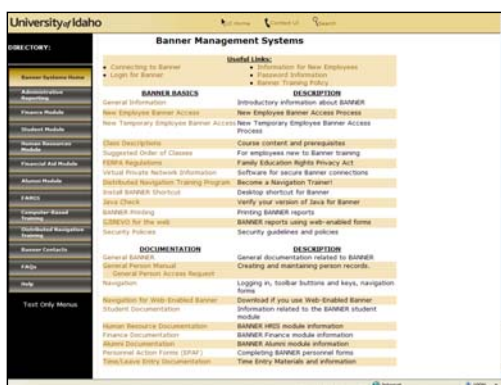 University of Idaho
UI Home Contact UI Search
DIRECTORY:
Banner Management Systems
Useful Links:
Connecting to Banner
Login for Banner
Information for New Employees
Password Information
Banner Training Policy
Banner Systems Home
Administrative Reporting
Finance Module
Student Module
Human Resources Module
Financial Aid Module
Alumni Module
Computer-Based Training
Distributed Navigation Training
Banner Contacts
FAQs
Help
Text Only Menus
BANNER BASICS DESCRIPTION
General Information Introductory information about BANNER
New Employee Banner Access New Employee Banner Access Process
New Temporary Employee Banner Access New Temporary Employee Banner Access
Process
Class Descriptions Course content and prerequisites
Suggested Order of Classes For employees new to Banner training
FERPA Regulations Family Education Rights Privacy Act
Virtual Private Network Information Software for secure Banner connections
Distributed Navigation Training Program Become a Navigation Trainer!
Install BANNER Shortcut Desktop shortcut for Banner
Java Check Verify your version of Java for Banner
BANNER Printing Printing BANNER reports
GJIREVO for the web BANNER reports using web-enabled forms
Security Policies Security guidelines and policies
DOCUMENTATION DESCRIPTION
General BANNER General documentation related to BANNER
General Person Manual Creating and maintaining person records.
General Person Access Request
Navigation Logging in, toolbar buttons and keys, navigation
forms
Navigation for Web-Enabled Banner Download if you use Web-Enabled Banner
Student Documentation Information related to the BANNER student
module
Human Resource Documentation BANNER HRIS module information
Finance Documentation BANNER Finance module information
Alumni Documentation BANNER Alumni module information
Personnel Action Forms (EPAF) Completing BANNER personnel forms
Time/Leave Entry Documentation Time Entry Materials and Information
Internet